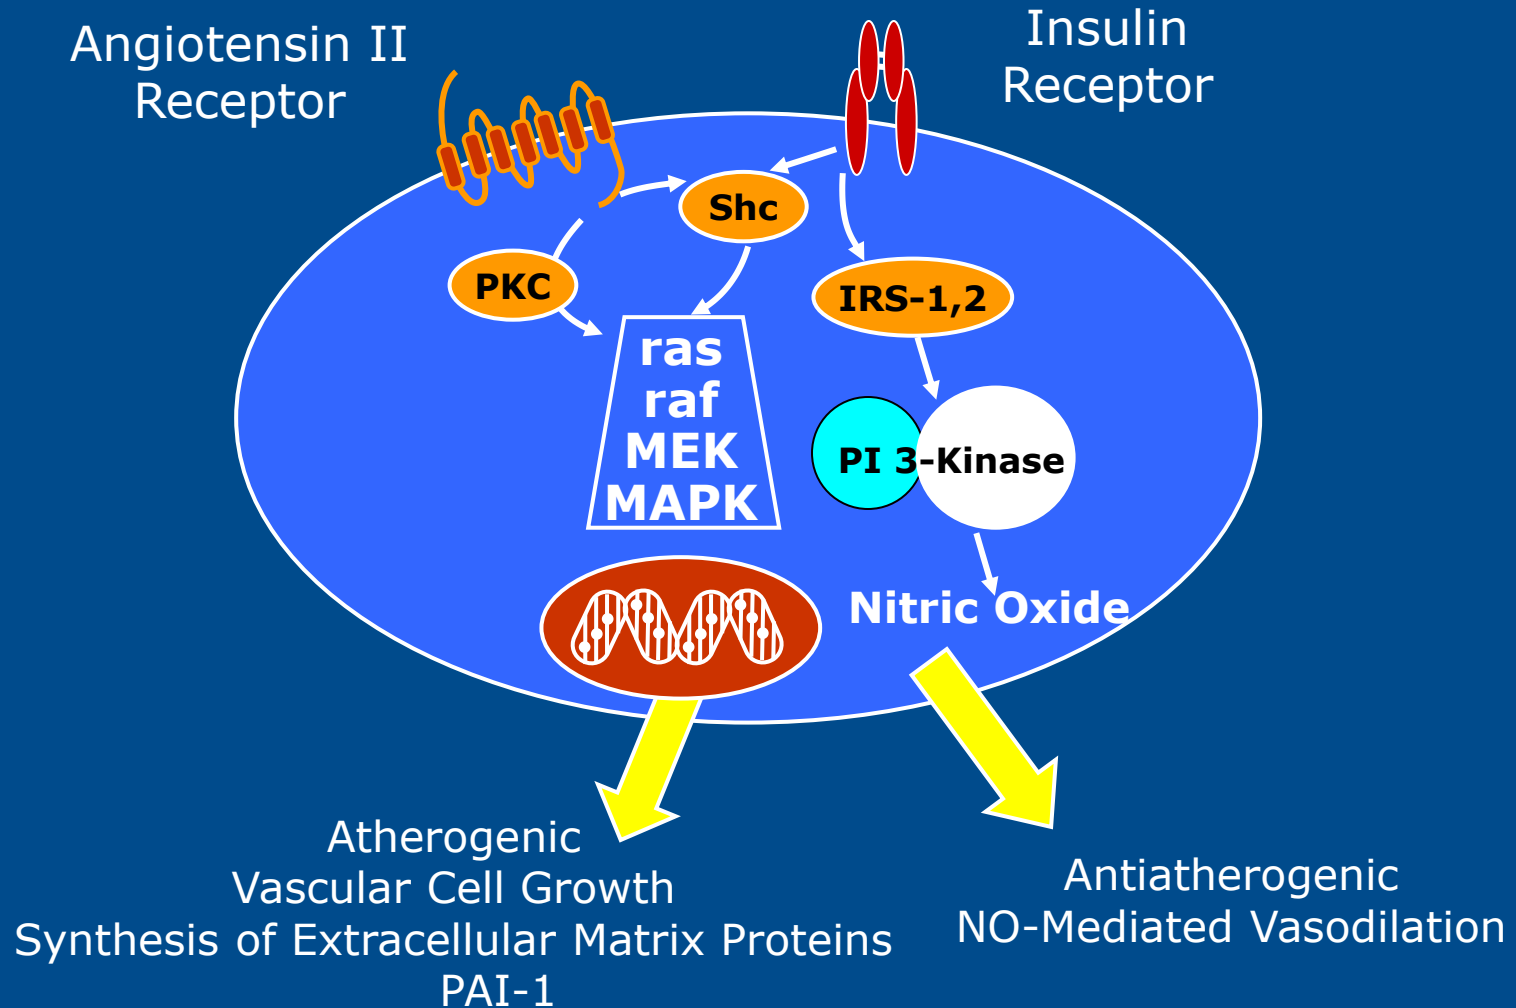 Angiotensin II
Receptor
Insulin
Receptor
Shc
PKC
IRS-1,2
ras
raf
MEK
MAPK
PI 3-Kinase
Nitric Oxide
Atherogenic
Vascular Cell Growth
Synthesis of Extracellular Matrix Proteins
PAI-1
Antiatherogenic
NO-Mediated Vasodilation